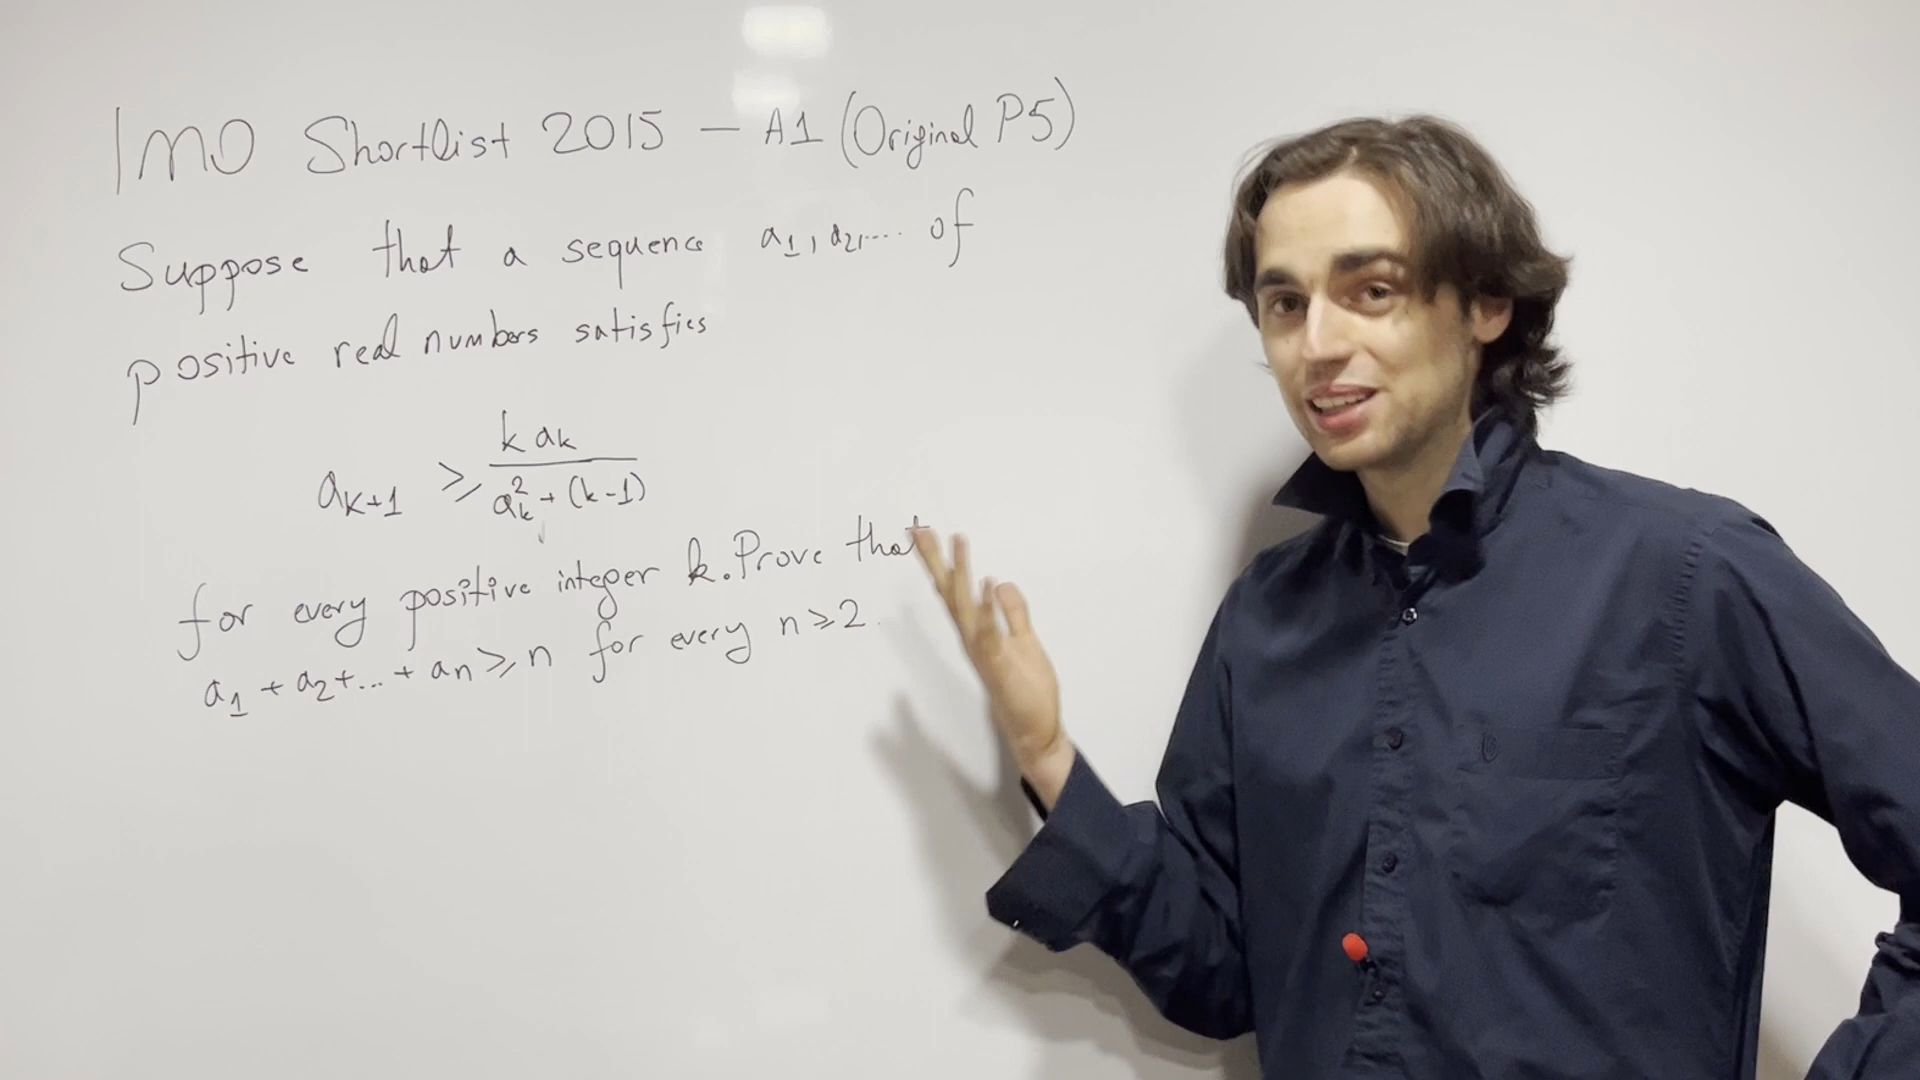 IMO Shortlist 2015 – A1 (Original P5)
Suppose that a sequence a₁, a₂, .... of
positive real numbers satisfies
aₖ₊₁ ≥ k aₖ / (aₖ² + (k-1))
for every positive integer k. Prove that
a₁ + a₂ + ... + aₙ ≥ n for every n ≥ 2.